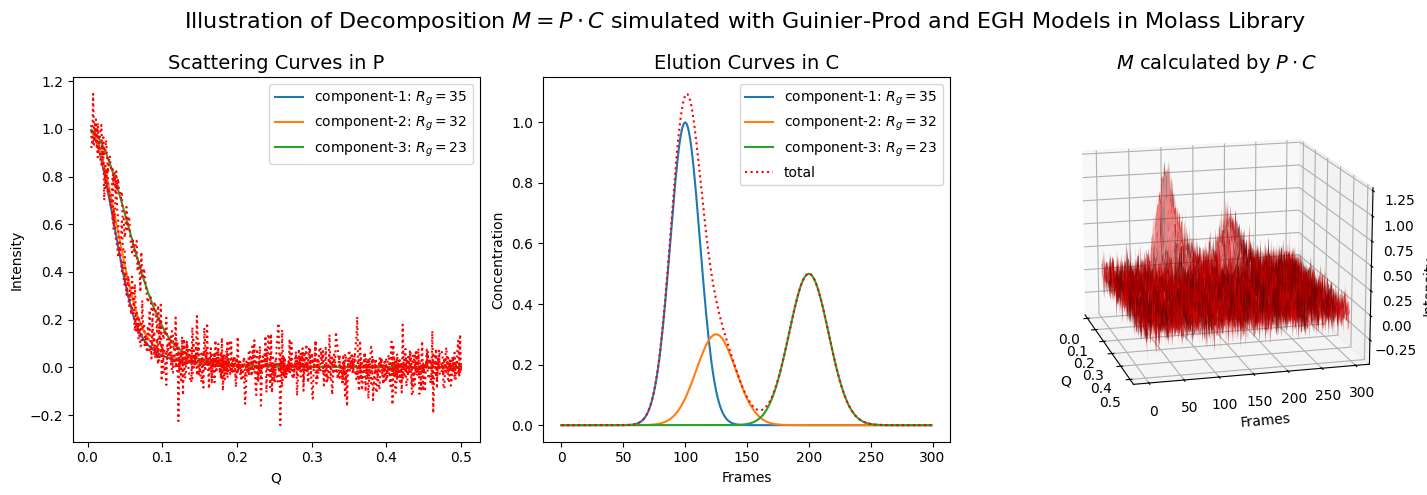 Illustration of Decomposition M = P · C simulated with Guinier-Prod and EGH Models in Molass Library
Scattering Curves in P
1.2
1.0
0.8
0.6
0.4
0.2
0.0
−0.2
Intensity
component-1: Rg = 35
component-2: Rg = 32
component-3: Rg = 23
0.0 0.1 0.2 0.3 0.4 0.5
Q
Elution Curves in C
1.0
0.8
0.6
0.4
0.2
0.0
Concentration
component-1: Rg = 35
component-2: Rg = 32
component-3: Rg = 23
total
0 50 100 150 200 250 300
Frames
M calculated by P · C
1.25
1.00
0.75
0.50
0.25
0.00
−0.25
0.0
0.1
0.2
0.3
0.4
0.5
Q
0 50 100 150 200 250 300
Frames